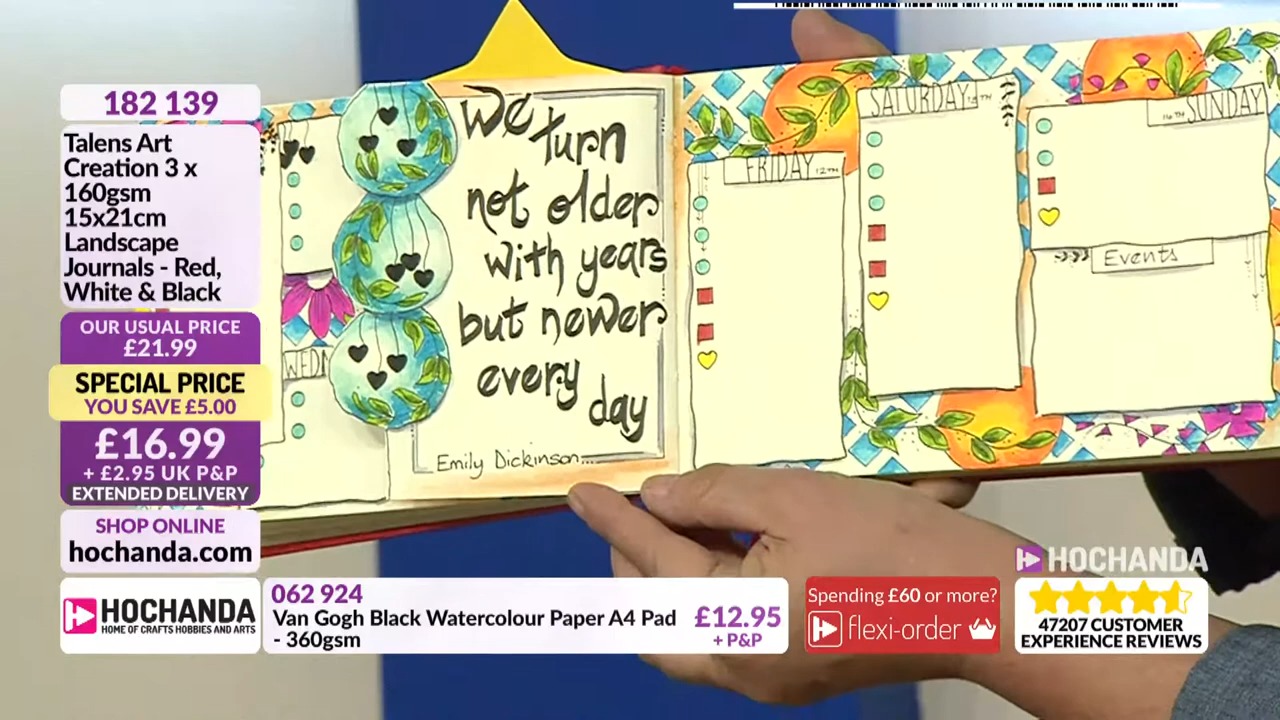 182 139
Talens Art
Creation 3 x
160gsm
15x21cm
Landscape
Journals - Red,
White & Black
OUR USUAL PRICE
£21.99
SPECIAL PRICE
YOU SAVE £5.00
£16.99
+ £2.95 UK P&P
EXTENDED DELIVERY
SHOP ONLINE
hochanda.com
We
turn
not older
with years
but newer
every
day
Emily Dickinson...
FRIDAY 12TH
SATURDAY
SUNDAY
Events
HOCHANDA
HOME OF CRAFTS HOBBIES AND ARTS
062 924
Van Gogh Black Watercolour Paper A4 Pad
- 360gsm
£12.95
+ P&P
Spending £60 or more?
flexi-order
HOCHANDA
47207 CUSTOMER
EXPERIENCE REVIEWS